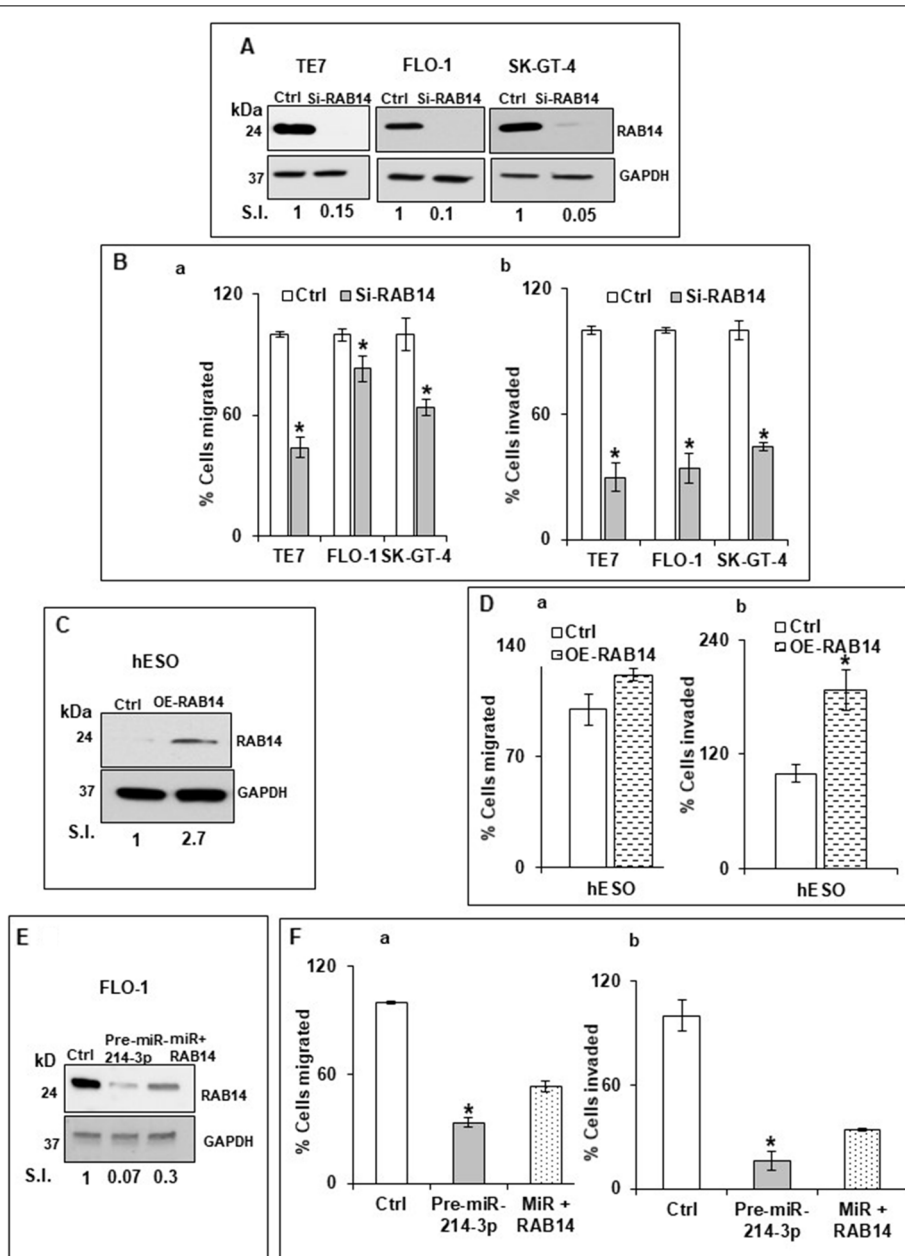 A
TE7 FLO-1 SK-GT-4
Ctrl Si-RAB14 Ctrl Si-RAB14 Ctrl Si-RAB14
kDa
24 RAB14
37 GAPDH
S.I. 1 0.15 1 0.1 1 0.05
B
a
Ctrl Si-RAB14
120
60
0
% Cells migrated
* * *
TE7 FLO-1 SK-GT-4
b
Ctrl Si-RAB14
120
60
0
% Cells invaded
* * *
TE7 FLO-1 SK-GT-4
C
hESO
kDa Ctrl OE-RAB14
24 RAB14
37 GAPDH
S.I. 1 2.7
D
a
Ctrl
OE-RAB14
140
70
0
% Cells migrated
hESO
b
Ctrl
OE-RAB14
240
120
0
% Cells invaded
*
hESO
E
FLO-1
kD Ctrl Pre-miR-214-3p miR+ RAB14
24 RAB14
37 GAPDH
S.I. 1 0.07 0.3
F
a
120
60
0
% Cells migrated
*
Ctrl Pre-miR- MiR +
214-3p RAB14
b
120
60
0
% Cells invaded
*
Ctrl Pre-miR- MiR +
214-3p RAB14